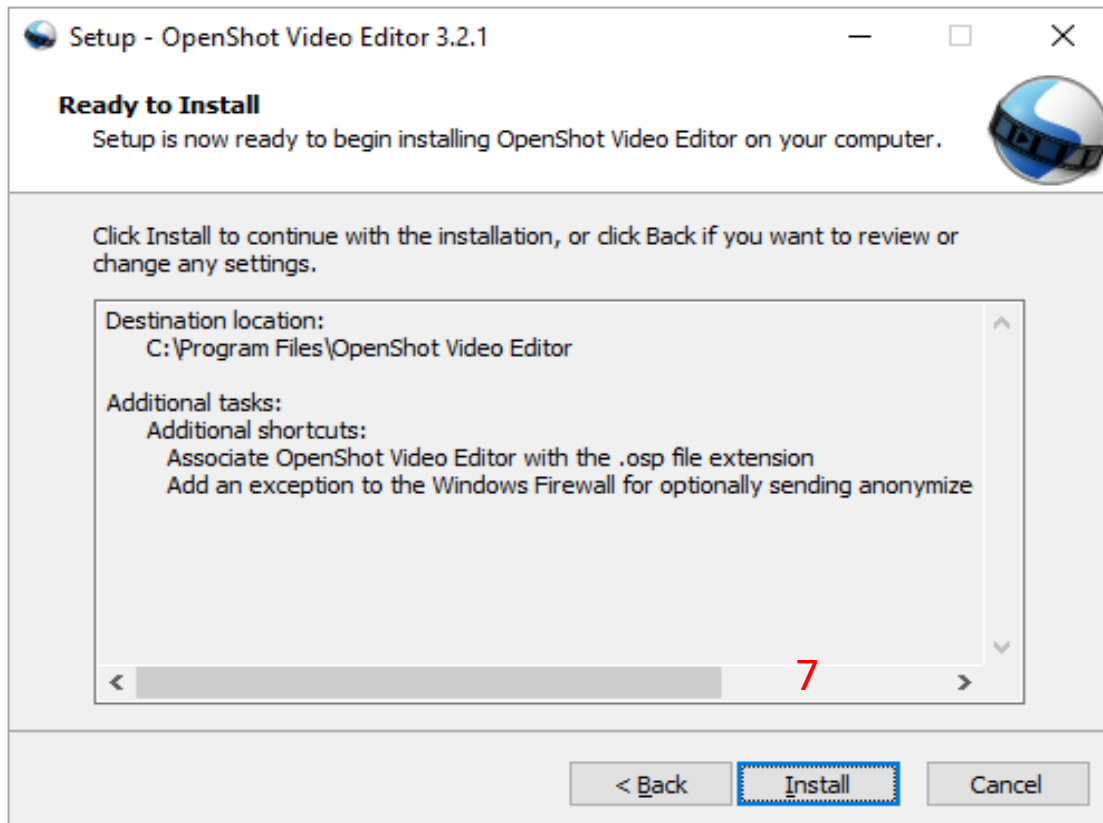 Setup - OpenShot Video Editor 3.2.1
Ready to Install
Setup is now ready to begin installing OpenShot Video Editor on your computer.
Click Install to continue with the installation, or click Back if you want to review or
change any settings.
Destination location:
C:\Program Files\OpenShot Video Editor
Additional tasks:
Additional shortcuts:
Associate OpenShot Video Editor with the .osp file extension
Add an exception to the Windows Firewall for optionally sending anonymize
7
< Back
Install
Cancel